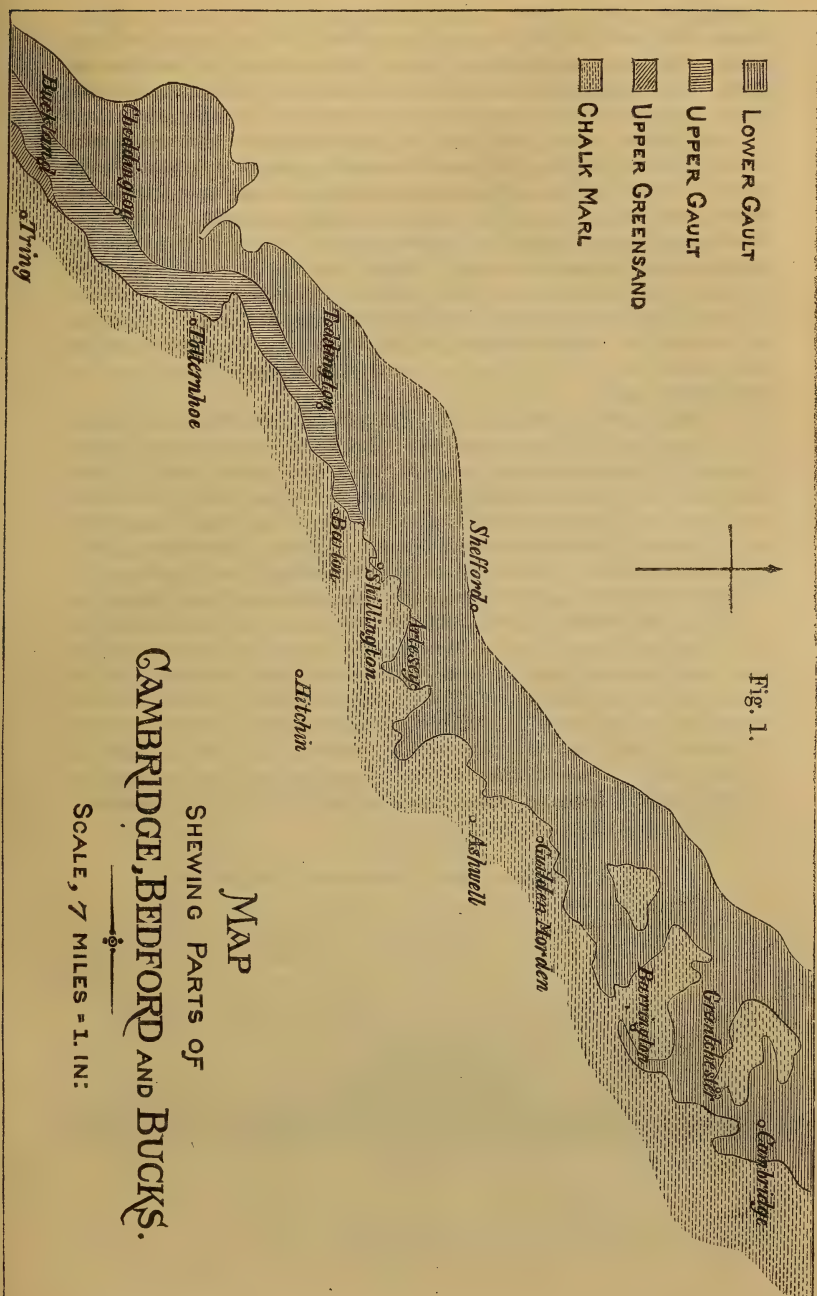 Fig. 1.
LOWER GAULT
UPPER GAULT
UPPER GREENSAND
CHALK MARL
Cambridge
Grantchester
Barrington
Guilden Morden
Ashwell
Shefford
Arlesey
Shillington
Hitchin
Barton
Teddington
Totternhoe
Cheddington
Buckland
Tring
MAP
SHEWING PARTS OF
CAMBRIDGE, BEDFORD AND BUCKS.
SCALE, 7 MILES = 1. IN: